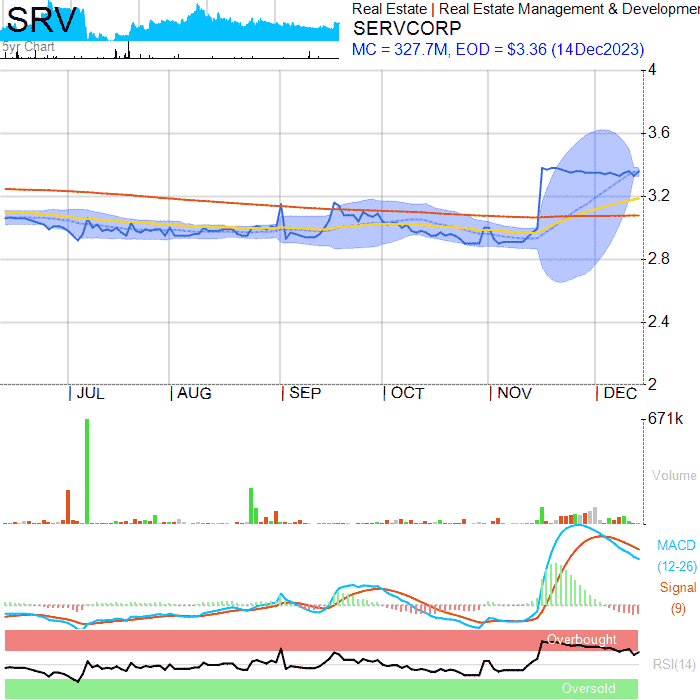 SRV
Real Estate | Real Estate Management & Developmen
SERVCORP
MC = 327.7M, EOD = $3.36 (14Dec2023)
5yr Chart
4
3.6
3.2
2.8
2.4
2
JUL AUG SEP OCT NOV DEC
671k
Volume
MACD
(12-26)
Signal
(9)
Overbought
RSI(14)
Oversold